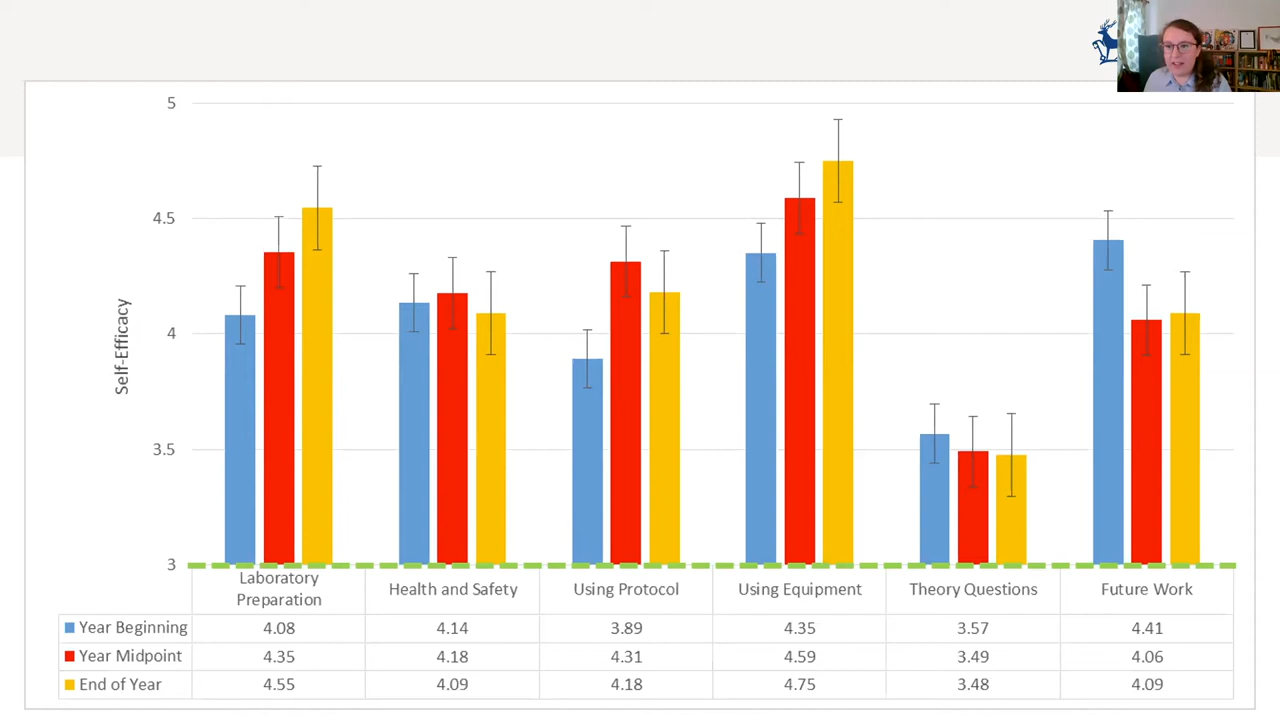 5
4.5
4
3.5
3
Self-Efficacy
Laboratory
Preparation
Health and Safety
Using Protocol
Using Equipment
Theory Questions
Future Work
Year Beginning 4.08 4.14 3.89 4.35 3.57 4.41
Year Midpoint 4.35 4.18 4.31 4.59 3.49 4.06
End of Year 4.55 4.09 4.18 4.75 3.48 4.09